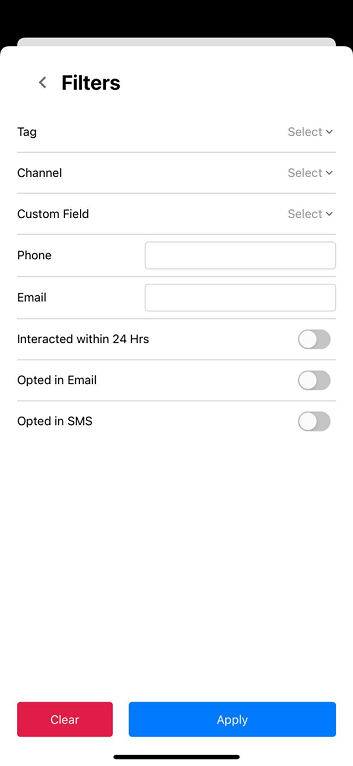 Filters
Tag Select
Channel Select
Custom Field Select
Phone
Email
Interacted within 24 Hrs
Opted in Email
Opted in SMS
Clear Apply